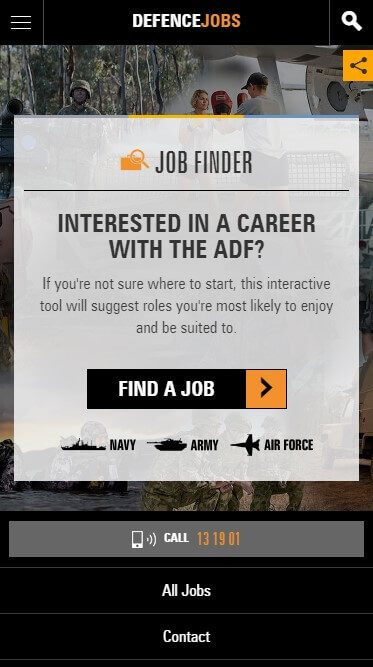 DEFENCEJOBS
JOB FINDER
INTERESTED IN A CAREER
WITH THE ADF?
If you're not sure where to start, this interactive
tool will suggest roles you're most likely to enjoy
and be suited to.
FIND A JOB
NAVY ARMY AIR FORCE
CALL 13 19 01
All Jobs
Contact